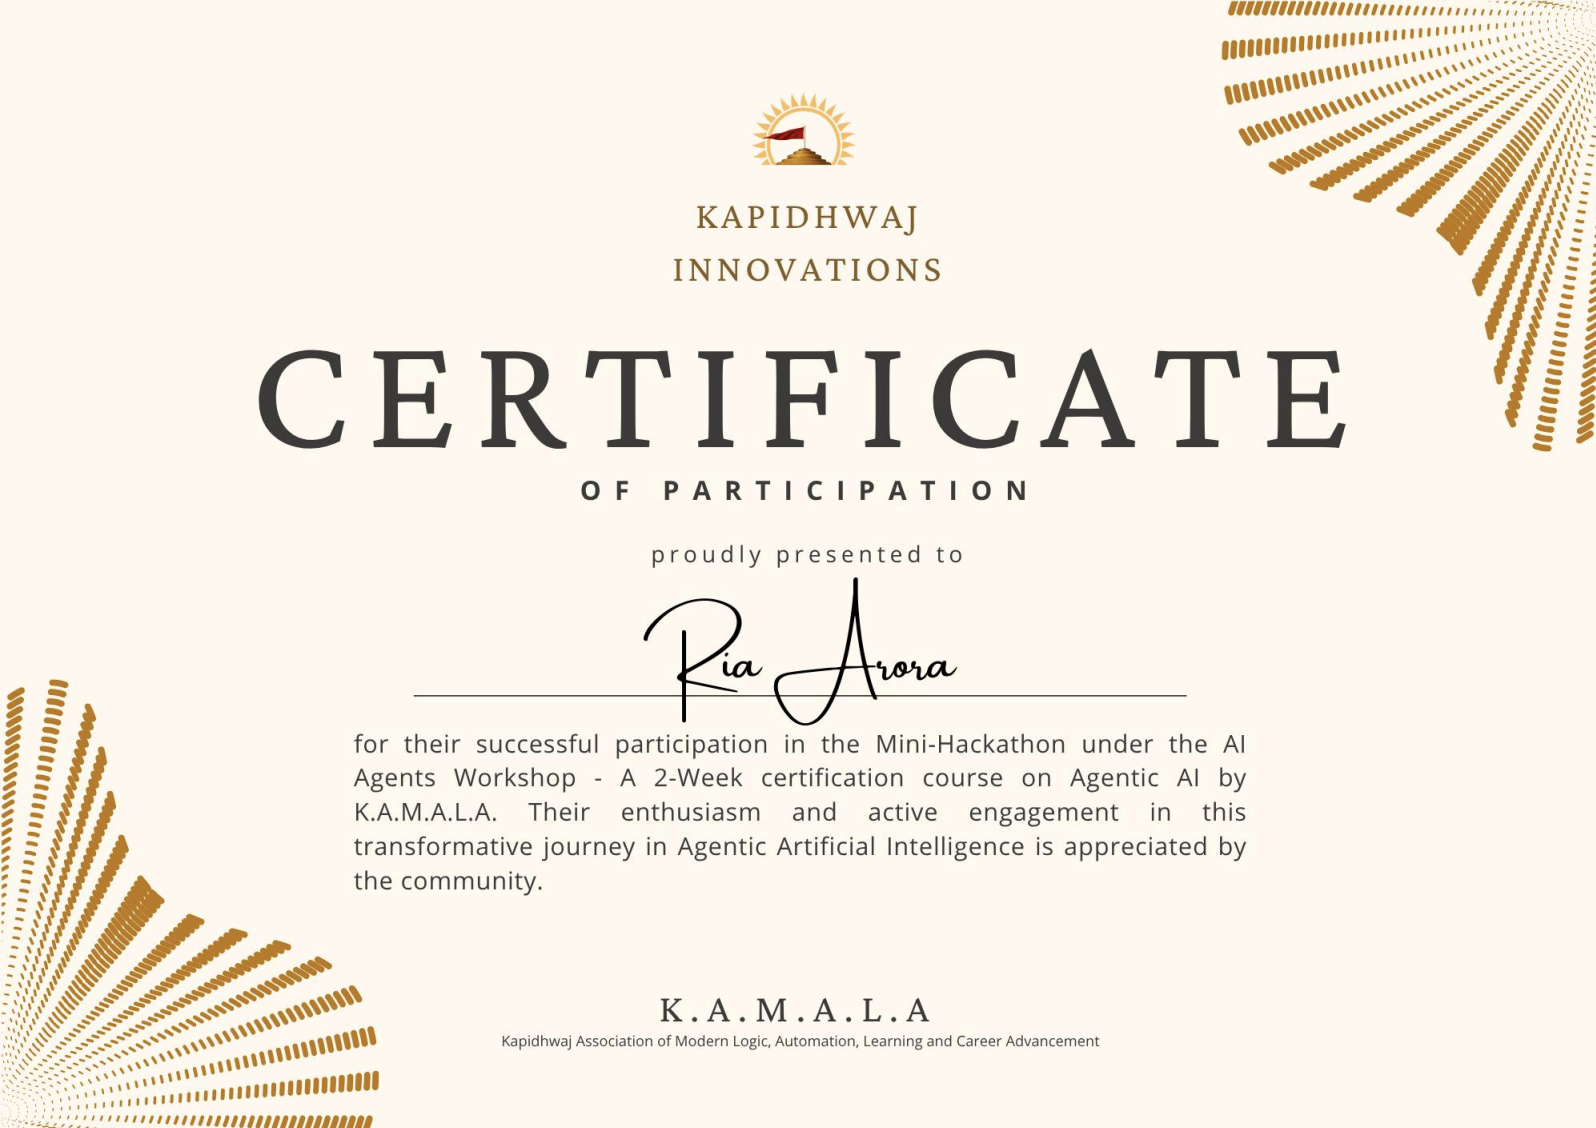 KAPIDHWAJ
INNOVATIONS
CERTIFICATE
OF PARTICIPATION
proudly presented to
Ria Arora
for their successful participation in the Mini-Hackathon under the AI
Agents Workshop - A 2-Week certification course on Agentic AI by
K.A.M.A.L.A. Their enthusiasm and active engagement in this
transformative journey in Agentic Artificial Intelligence is appreciated by
the community.
K.A.M.A.L.A
Kapidhwaj Association of Modern Logic, Automation, Learning and Career Advancement